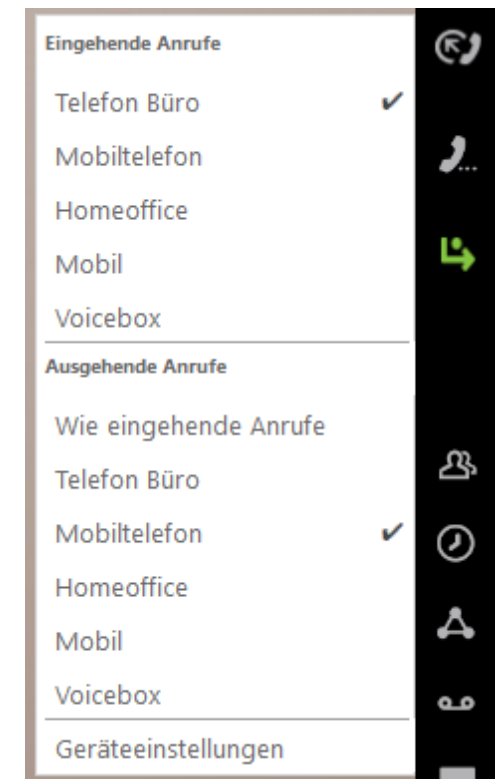 Eingehende Anrufe
Telefon Büro
Mobiltelefon
Homeoffice
Mobil
Voicebox
Ausgehende Anrufe
Wie eingehende Anrufe
Telefon Büro
Mobiltelefon
Homeoffice
Mobil
Voicebox
Geräteeinstellungen